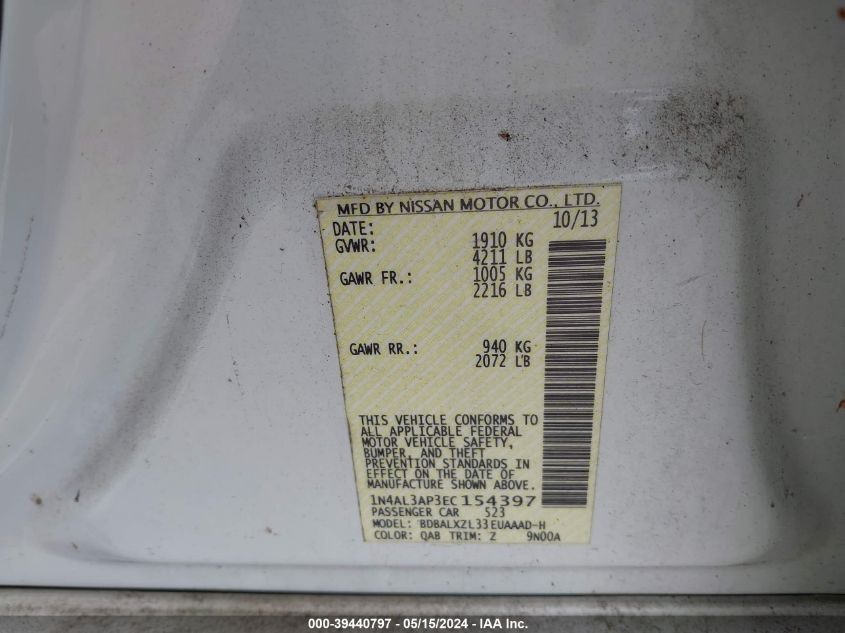 MFD BY NISSAN MOTOR CO., LTD.
DATE: 10/13
GVWR: 1910 KG
4211 LB
GAWR FR.: 1005 KG
2216 LB
GAWR RR.: 940 KG
2072 LB
THIS VEHICLE CONFORMS TO
ALL APPLICABLE FEDERAL
MOTOR VEHICLE SAFETY,
BUMPER, AND THEFT
PREVENTION STANDARDS IN
EFFECT ON THE DATE OF
MANUFACTURE SHOWN ABOVE.
1N4AL3AP3EC154397
PASSENGER CAR 523
MODEL: BDBALXZL33EUAAAD-H
COLOR: QAB TRIM: Z 9N00A
000-39440797 - 05/15/2024 - IAA Inc.